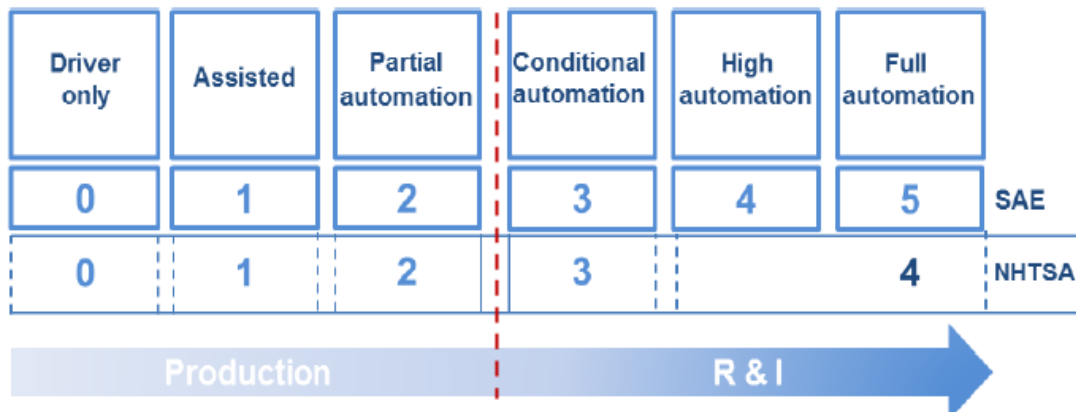 Driver
only
Assisted
Partial
automation
Conditional
automation
High
automation
Full
automation
0 1 2 3 4 5 SAE
0 1 2 3 4 NHTSA
Production R & I